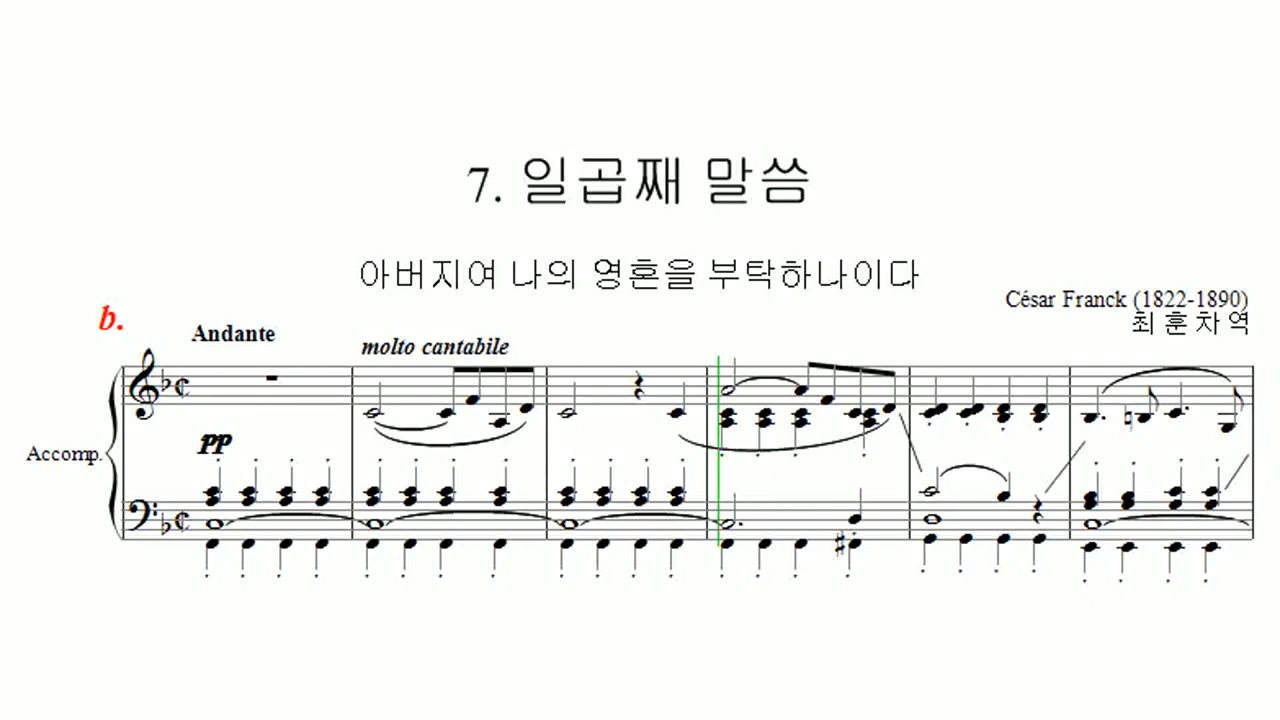 7. 일곱째 말씀
아버지여 나의 영혼을 부탁하나이다
César Franck (1822-1890)
최 훈 차 역
b.
Andante
molto cantabile
pp
Accomp.